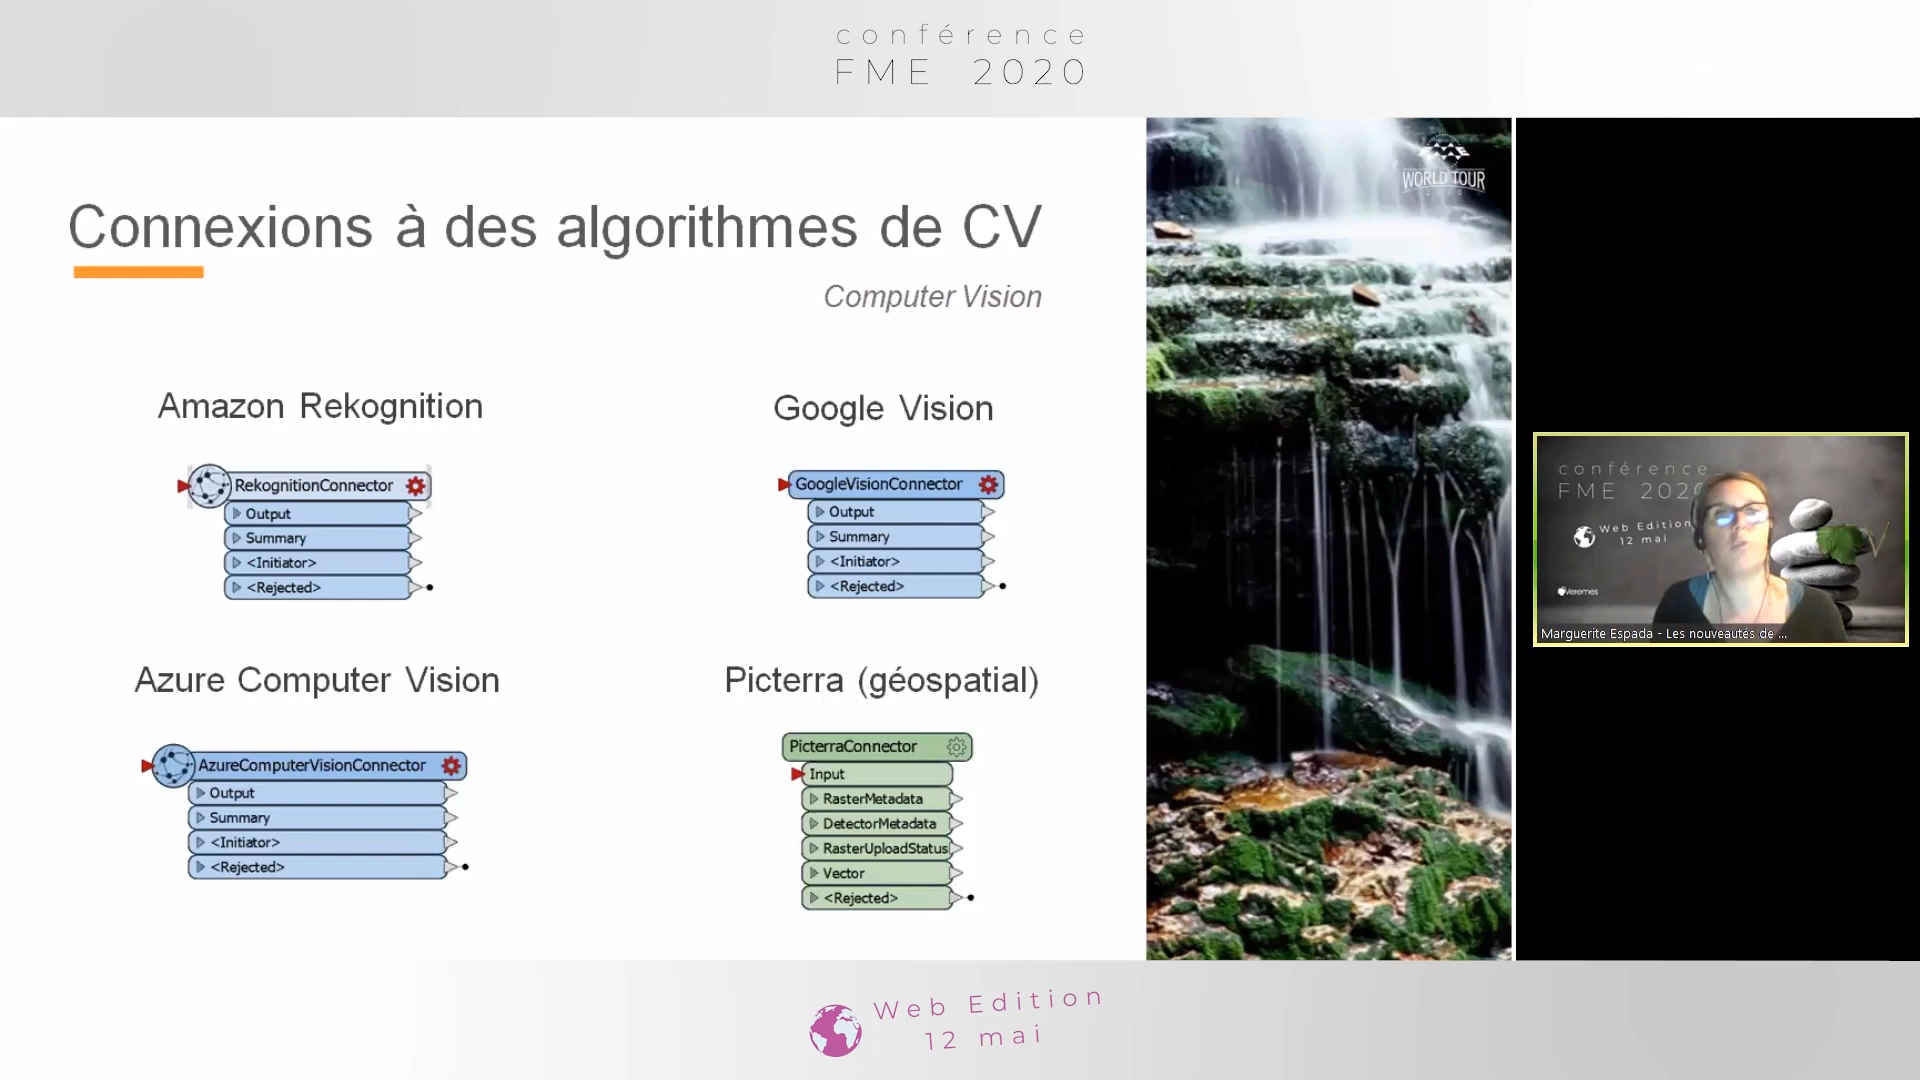 conférence
FME 2020
Connexions à des algorithmes de CV
Computer Vision
Amazon Rekognition
RekognitionConnector
Output
Summary
<Initiator>
<Rejected>
Google Vision
GoogleVisionConnector
Output
Summary
<Initiator>
<Rejected>
Azure Computer Vision
AzureComputerVisionConnector
Output
Summary
<Initiator>
<Rejected>
Picterra (géospatial)
PicterraConnector
Input
RasterMetadata
DetectorMetadata
RasterUploadStatus
Vector
<Rejected>
FME
WORLD TOUR
conférence
FME 2020
Web Edition
12 mai
Veremes
Marguerite Espada - Les nouveautés de ...
Web Edition
12 mai